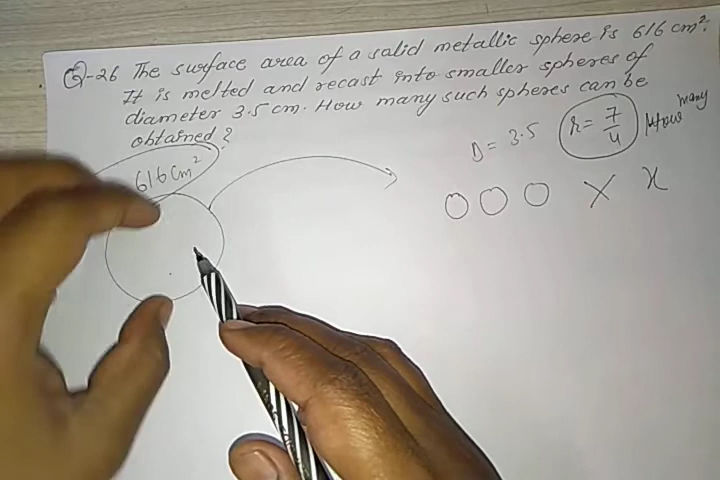 Q-26 The surface area of a salid metallic sphere is 616 cm².
It is melted and recast into smaller spheres of
diameter 3.5 cm. How many such spheres can be
obtained?
616 cm²
D = 3.5
r = 7/4
How many
x